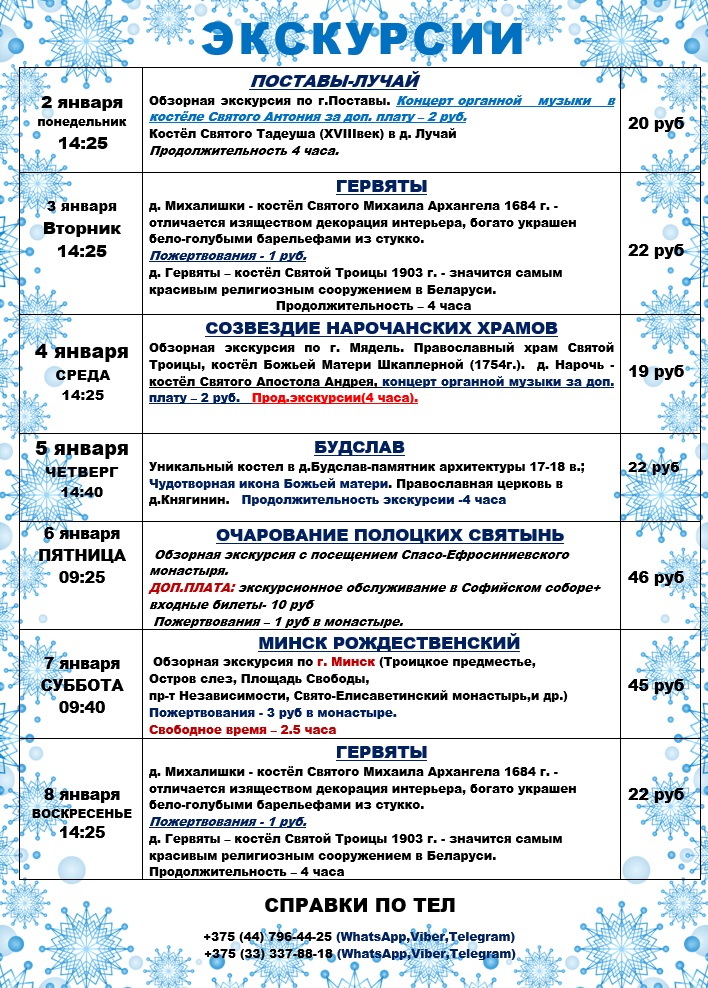 ЭКСКУРСИИ
2 января
понедельник
14:25
ПОСТАВЫ-ЛУЧАЙ
Обзорная экскурсия по г.Поставы. Концерт органной музыки в
костёле Святого Антония за доп. плату – 2 руб.
Костёл Святого Тадеуша (XVIIIвек) в д. Лучай
Продолжительность 4 часа.
20 руб
3 января
Вторник
14:25
ГЕРВЯТЫ
д. Михалишки - костёл Святого Михаила Архангела 1684 г. -
отличается изяществом декорация интерьера, богато украшен
бело-голубыми барельефами из стукко.
Пожертвования - 1 руб.
д. Гервяты – костёл Святой Троицы 1903 г. - значится самым
красивым религиозным сооружением в Беларуси.
Продолжительность – 4 часа
22 руб
4 января
СРЕДА
14:25
СОЗВЕЗДИЕ НАРОЧАНСКИХ ХРАМОВ
Обзорная экскурсия по г. Мядель. Православный храм Святой
Троицы, костёл Божьей Матери Шкаплерной (1754г.). д. Нарочь -
костёл Святого Апостола Андрея, концерт органной музыки за доп.
плату – 2 руб. Прод.экскурсии(4 часа).
19 руб
5 января
ЧЕТВЕРГ
14:40
БУДСЛАВ
Уникальный костел в д.Будслав-памятник архитектуры 17-18 в.;
Чудотворная икона Божьей матери. Православная церковь в
д.Княгинин. Продолжительность экскурсии -4 часа
22 руб
6 января
ПЯТНИЦА
09:25
ОЧАРОВАНИЕ ПОЛОЦКИХ СВЯТЫНЬ
Обзорная экскурсия с посещением Спасо-Ефросиниевского
монастыря.
ДОП.ПЛАТА: экскурсионное обслуживание в Софийском соборе+
входные билеты- 10 руб
Пожертвования – 1 руб в монастыре.
46 руб
7 января
СУББОТА
09:40
МИНСК РОЖДЕСТВЕНСКИЙ
Обзорная экскурсия по г. Минск (Троицкое предместье,
Остров слез, Площадь Свободы,
пр-т Независимости, Свято-Елисаветинский монастырь,и др.)
Пожертвования - 3 руб в монастыре.
Свободное время – 2.5 часа
45 руб
8 января
ВОСКРЕСЕНЬЕ
14:25
ГЕРВЯТЫ
д. Михалишки - костёл Святого Михаила Архангела 1684 г. -
отличается изяществом декорация интерьера, богато украшен
бело-голубыми барельефами из стукко.
Пожертвования - 1 руб.
д. Гервяты – костёл Святой Троицы 1903 г. - значится самым
красивым религиозным сооружением в Беларуси.
Продолжительность – 4 часа
22 руб
СПРАВКИ ПО ТЕЛ
+375 (44) 796-44-25 (WhatsApp,Viber,Telegram)
+375 (33) 337-88-18 (WhatsApp,Viber,Telegram)